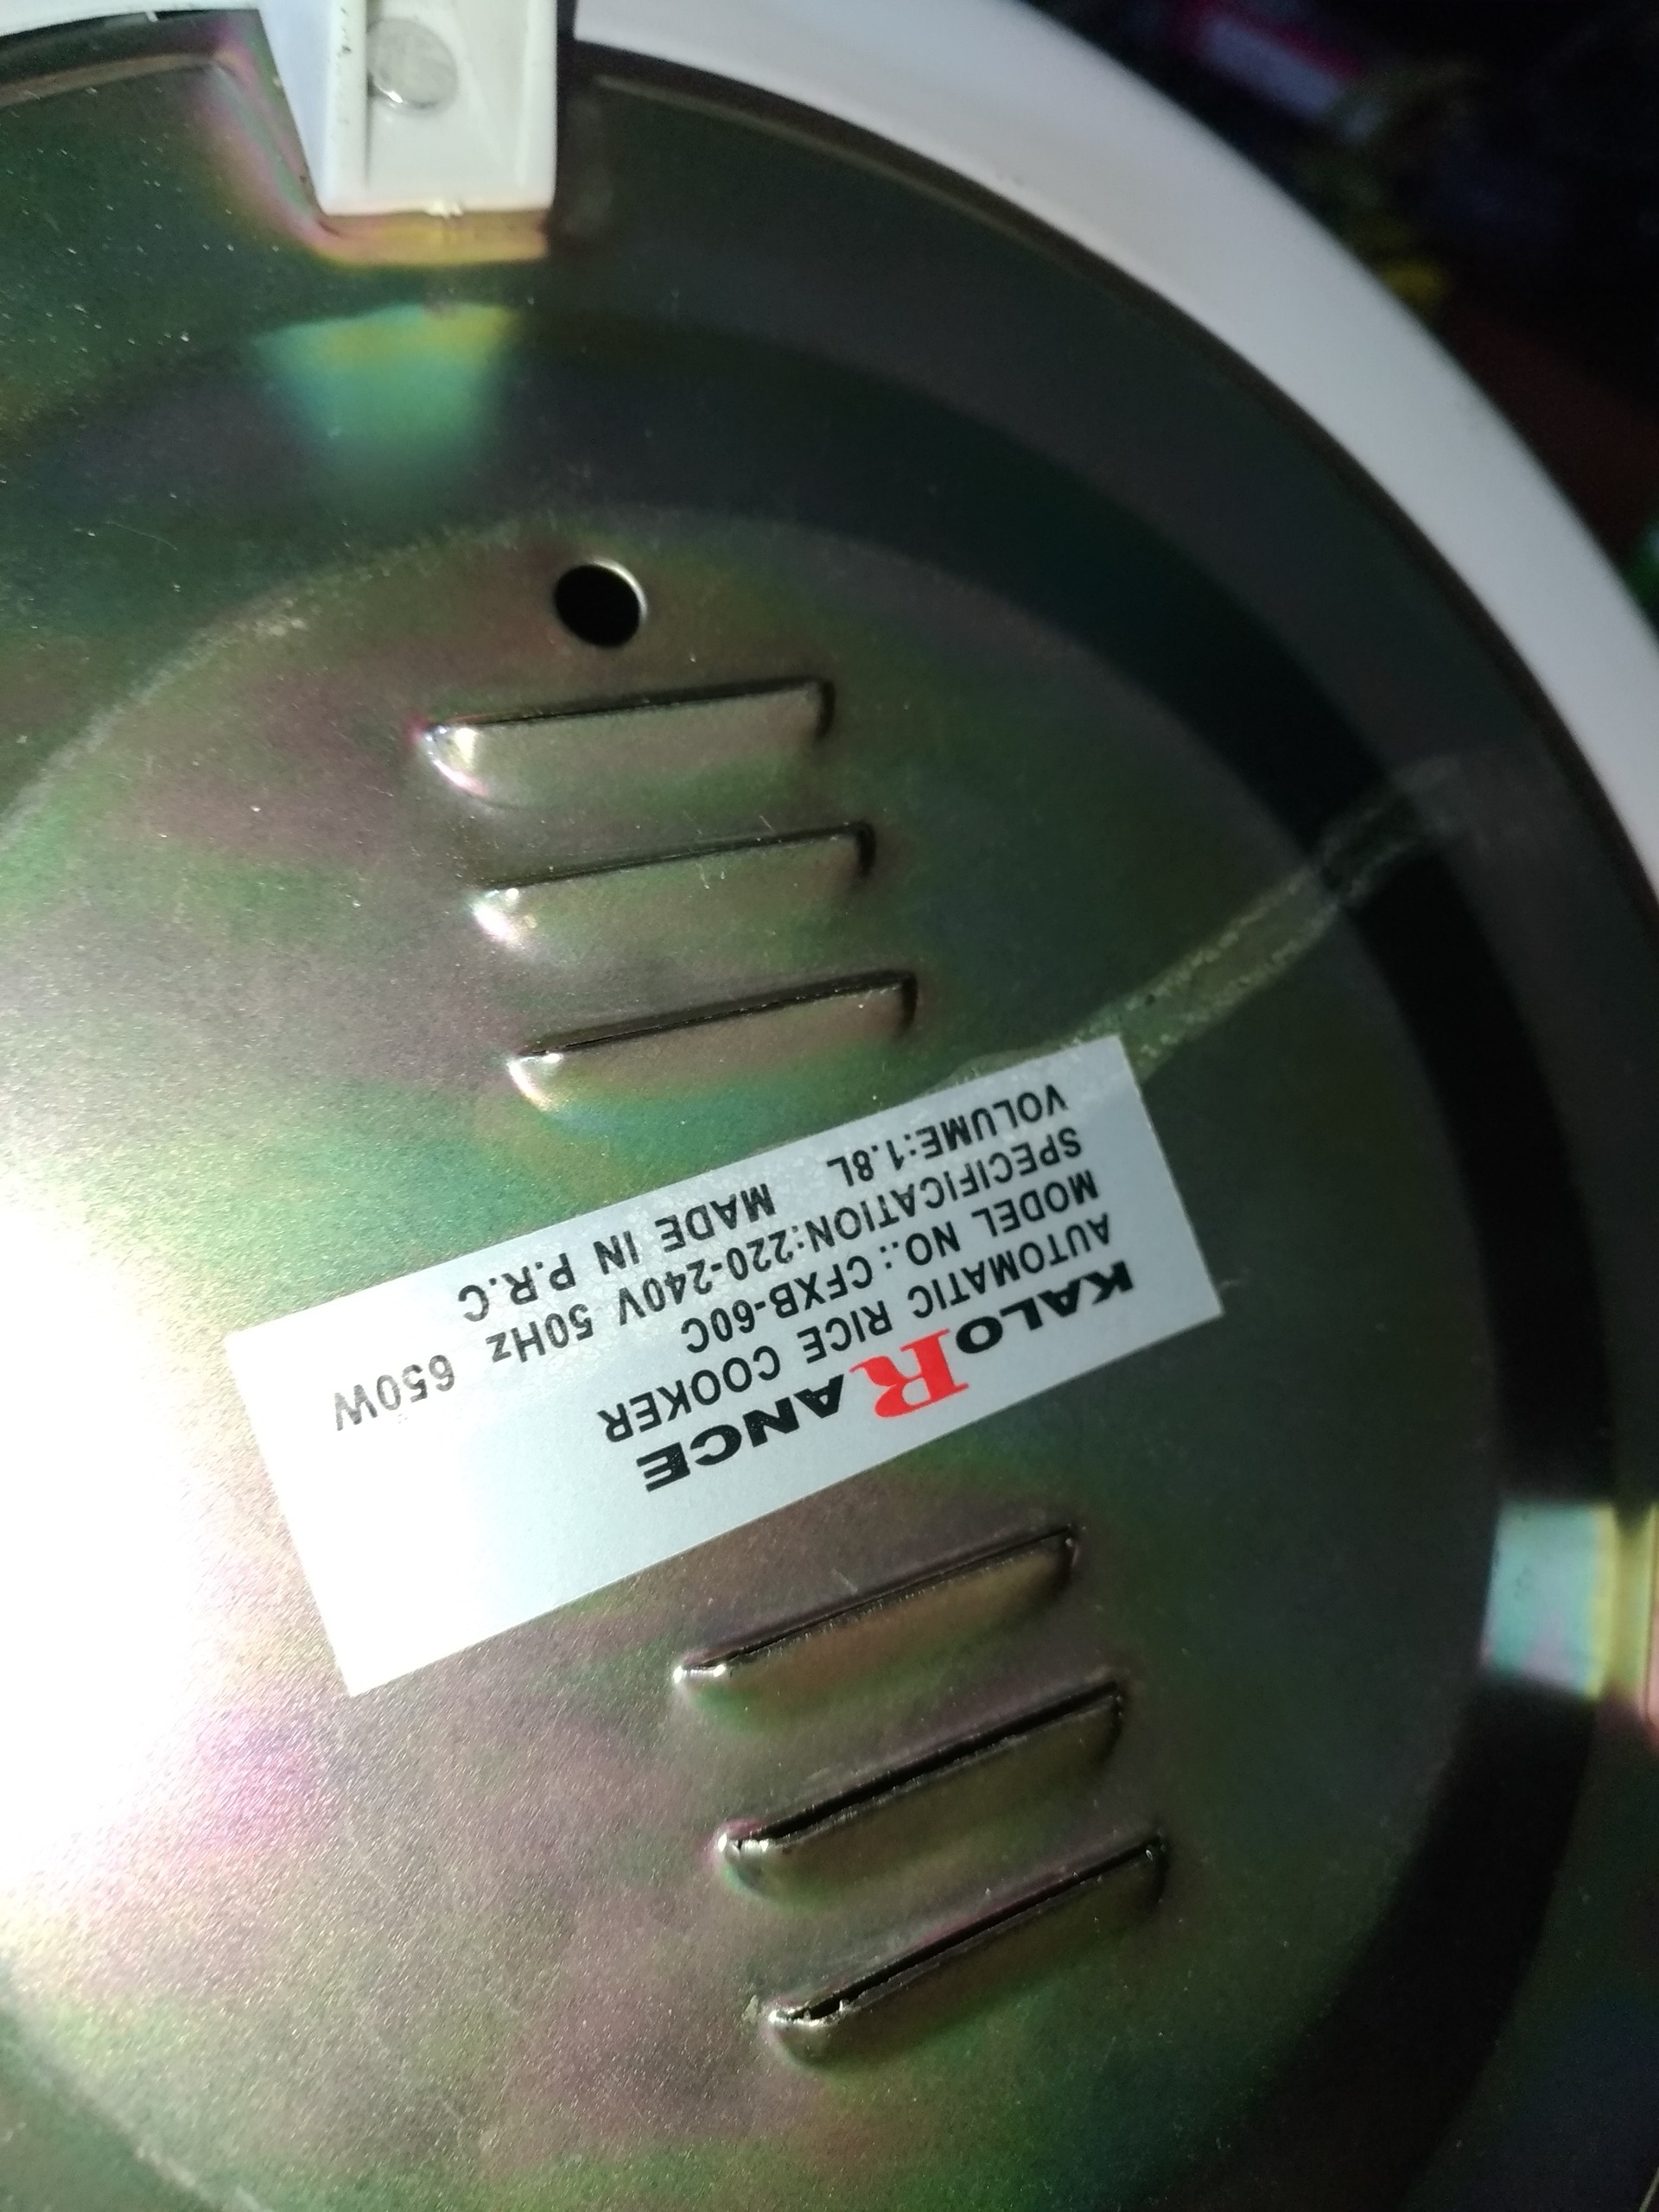 KALORANCE
AUTOMATIC RICE COOKER
MODEL NO.: CFXB-60C
SPECIFICATION:220-240V 50Hz 650W
VOLUME:1.8L MADE IN P.R.C